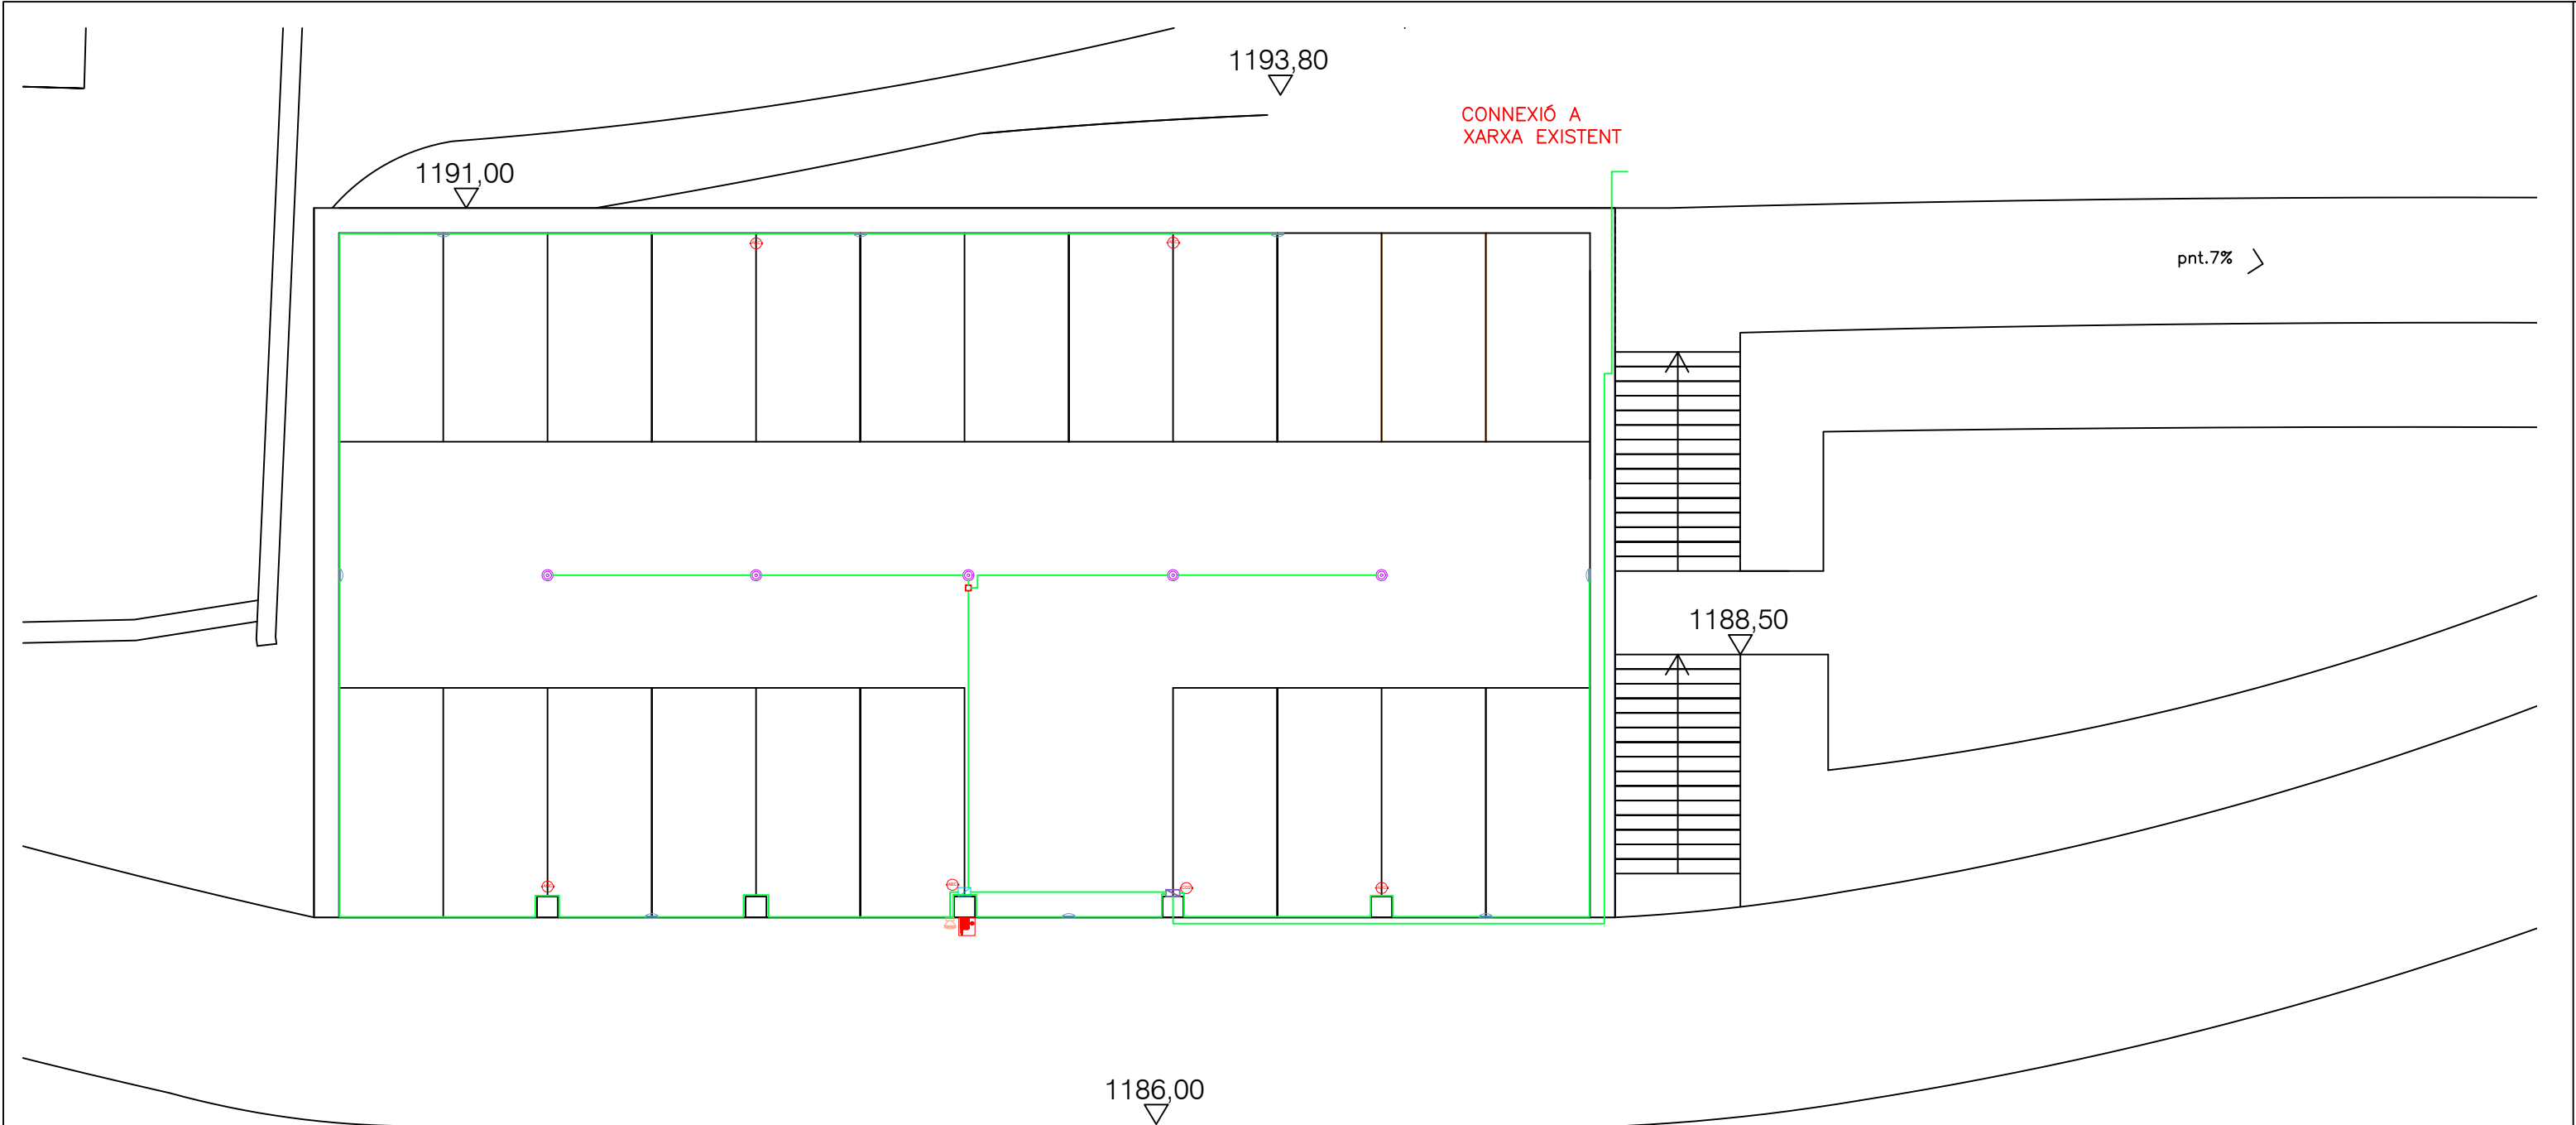 1193,80
CONNEXIÓ A
XARXA EXISTENT
1191,00
pnt.7%
1188,50
1186,00